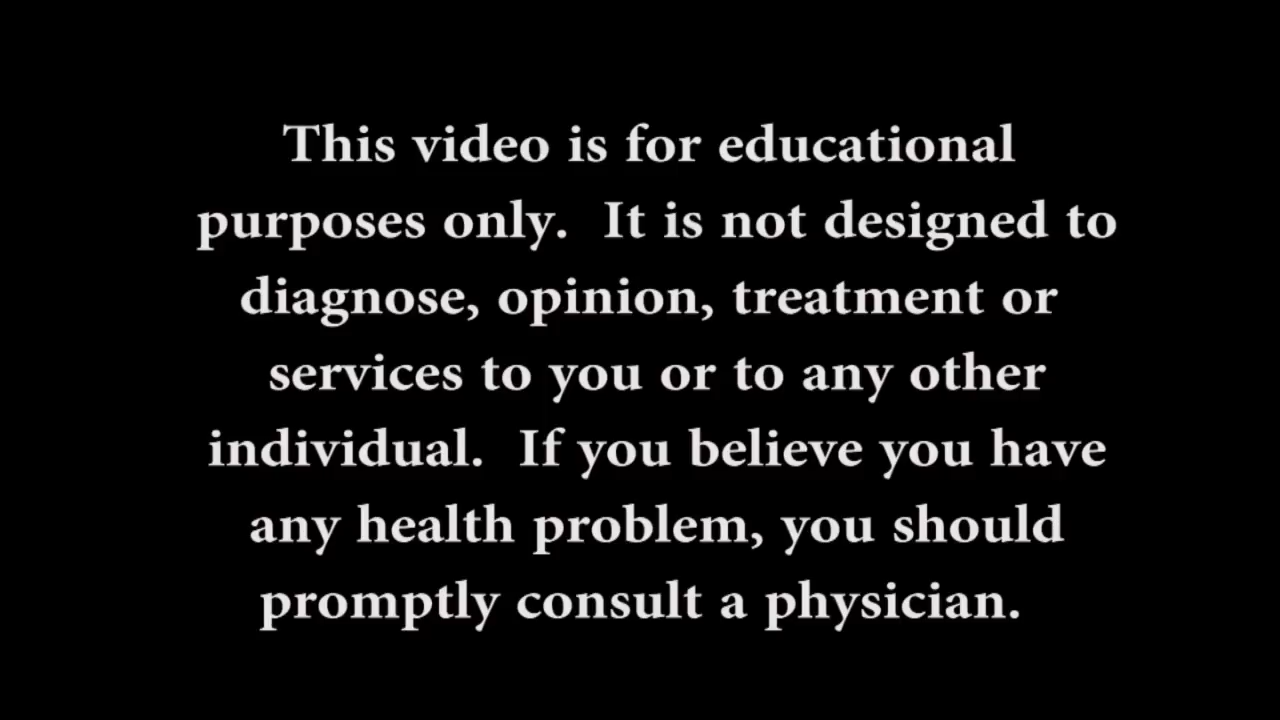 This video is for educational
purposes only.  It is not designed to
diagnose, opinion, treatment or
services to you or to any other
individual.  If you believe you have
any health problem, you should
promptly consult a physician.